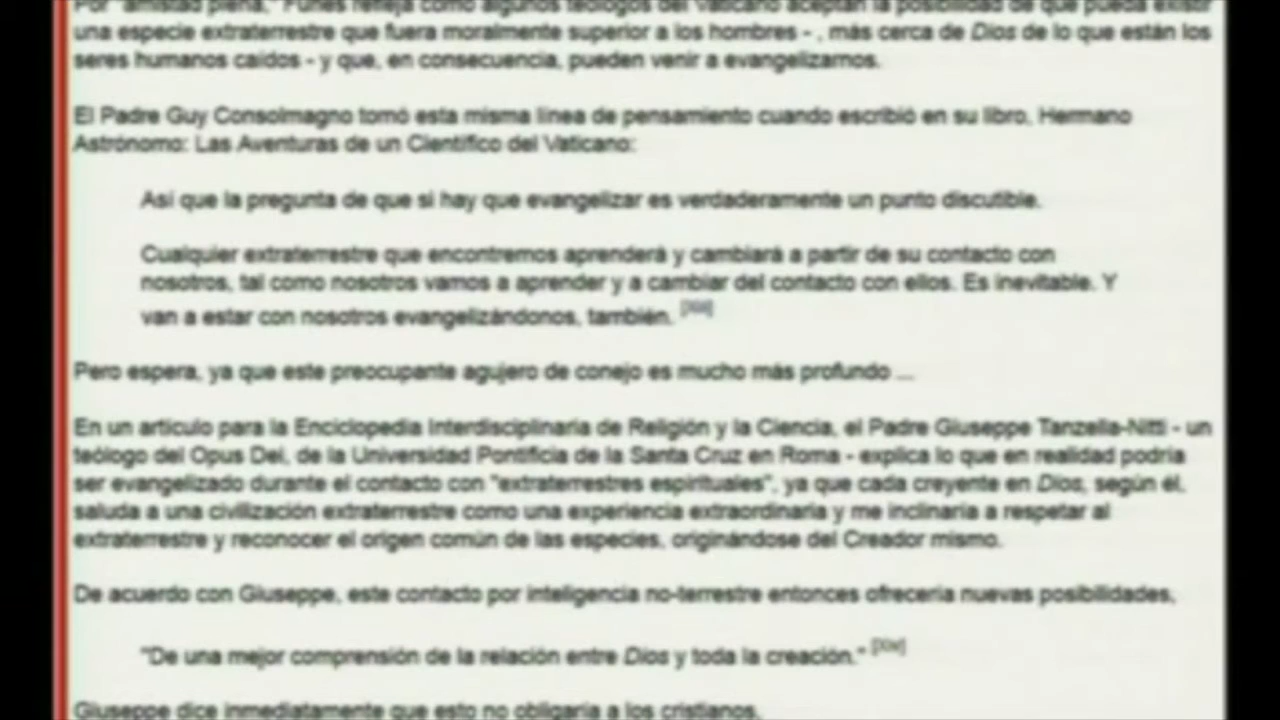 Por "amistad plena," Funes refleja como algunos teólogos del Vaticano aceptan la posibilidad de que pueda existir
una especie extraterrestre que fuera moralmente superior a los hombres - , más cerca de Dios de lo que están los
seres humanos caídos - y que, en consecuencia, pueden venir a evangelizarnos.
El Padre Guy Consolmagno tomó esta misma línea de pensamiento cuando escribió en su libro, Hermano
Astrónomo: Las Aventuras de un Científico del Vaticano:
Así que la pregunta de que si hay que evangelizar es verdaderamente un punto discutible.
Cualquier extraterrestre que encontremos aprenderá y cambiará a partir de su contacto con
nosotros, tal como nosotros vamos a aprender y a cambiar del contacto con ellos. Es inevitable. Y
van a estar con nosotros evangelizándonos, también.
Pero espera, ya que este preocupante agujero de conejo es mucho más profundo ...
En un artículo para la Enciclopedia Interdisciplinaria de Religión y la Ciencia, el Padre Giuseppe Tanzella-Nitti - un
teólogo del Opus Dei, de la Universidad Pontificia de la Santa Cruz en Roma - explica lo que en realidad podría
ser evangelizado durante el contacto con "extraterrestres espirituales", ya que cada creyente en Dios, según él,
saluda a una civilización extraterrestre como una experiencia extraordinaria y me inclinaría a respetar al
extraterrestre y reconocer el origen común de las especies, originándose del Creador mismo.
De acuerdo con Giuseppe, este contacto por inteligencia no-terrestre entonces ofrecería nuevas posibilidades,
"De una mejor comprensión de la relación entre Dios y toda la creación." [xiv]
Giuseppe dice inmediatamente que esto no obligaría a los cristianos,